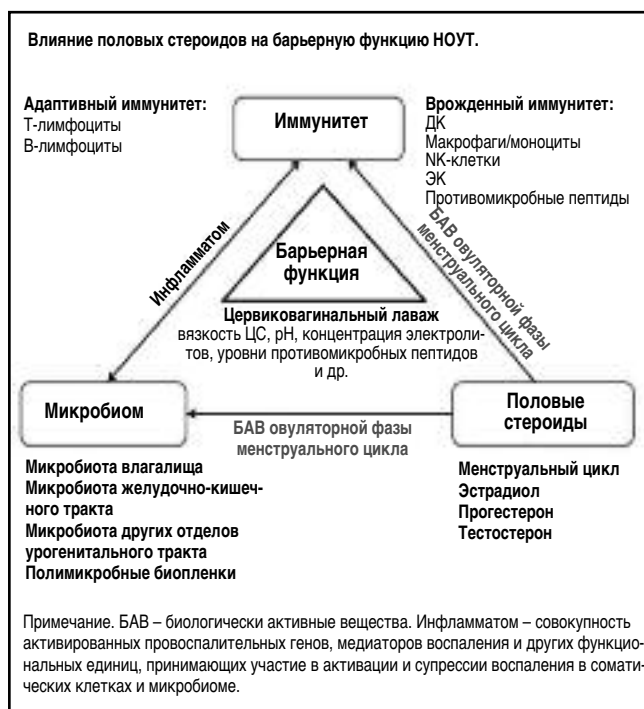 Влияние половых стероидов на барьерную функцию НОУТ.
Адаптивный иммунитет:
Т-лимфоциты
В-лимфоциты
Иммунитет
Врожденный иммунитет:
ДК
Макрофаги/моноциты
NK-клетки
ЭК
Противомикробные пептиды
Инфламматом
БАВ овуляторной фазы
менструального цикла
Барьерная
функция
Цервиковагинальный лаваж
вязкость ЦС, pH, концентрация электроли-
тов, уровни противомикробных пептидов
и др.
Микробиом
БАВ овуляторной фазы
менструального цикла
Половые
стероиды
Микробиота влагалища
Микробиота желудочно-кишеч-
ного тракта
Микробиота других отделов
урогенитального тракта
Полимикробные биопленки
Менструальный цикл
Эстрадиол
Прогестерон
Тестостерон
Примечание. БАВ – биологически активные вещества. Инфламматом – совокупность
активированных провоспалительных генов, медиаторов воспаления и других функцио-
нальных единиц, принимающих участие в активации и супрессии воспаления в сомати-
ческих клетках и микробиоме.